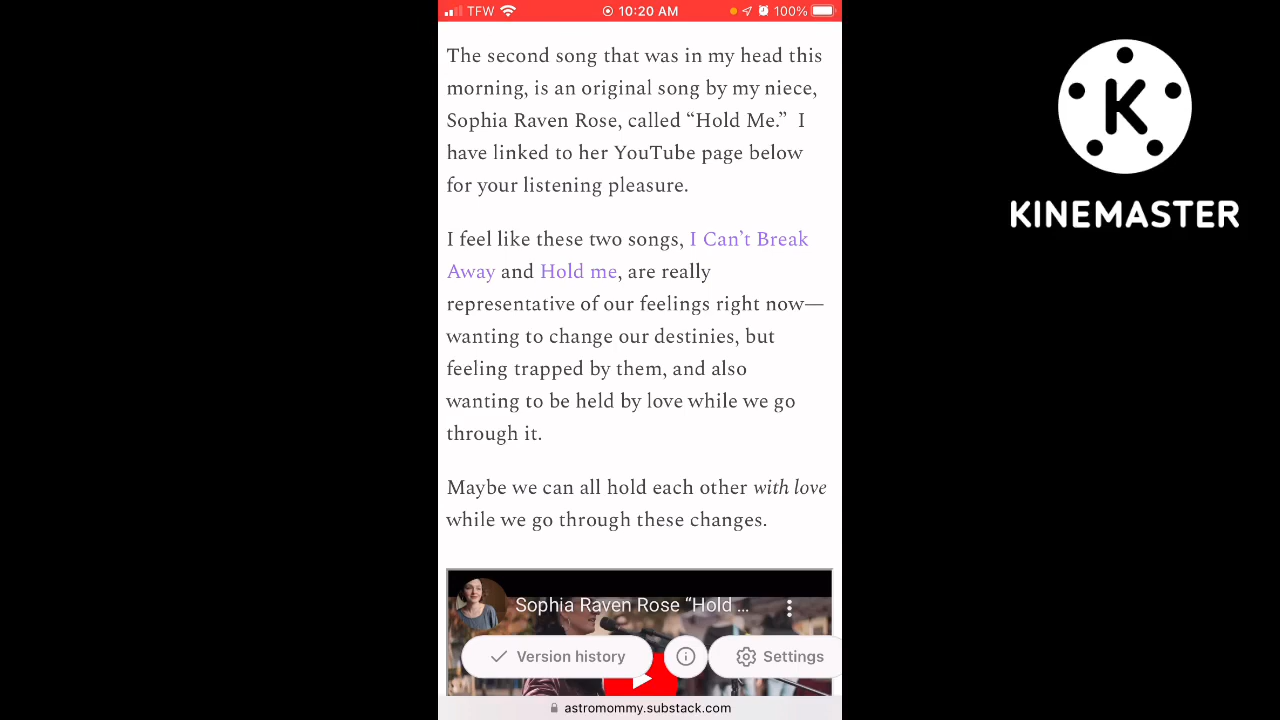 TFW 10:20 AM 100%
The second song that was in my head this
morning, is an original song by my niece,
Sophia Raven Rose, called “Hold Me.” I
have linked to her YouTube page below
for your listening pleasure.
I feel like these two songs, I Can’t Break
Away and Hold me, are really
representative of our feelings right now—
wanting to change our destinies, but
feeling trapped by them, and also
wanting to be held by love while we go
through it.
Maybe we can all hold each other with love
while we go through these changes.
Sophia Raven Rose “Hold ...
Version history Settings
astromommy.substack.com
K
KINEMASTER